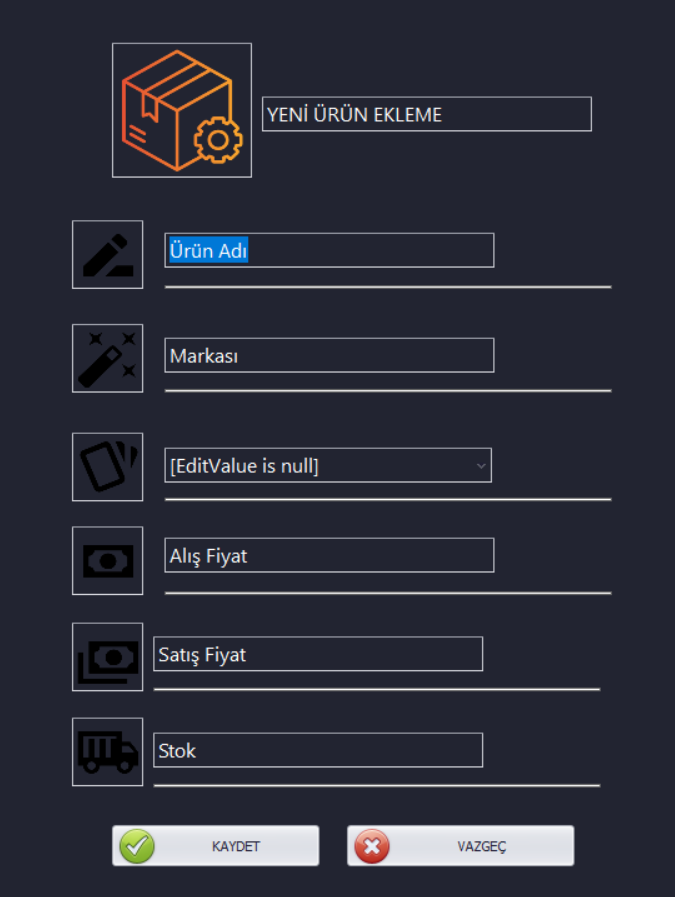 YENİ ÜRÜN EKLEME
Ürün Adı
Markası
[EditValue is null]
Alış Fiyat
Satış Fiyat
Stok
KAYDET
VAZGEÇ